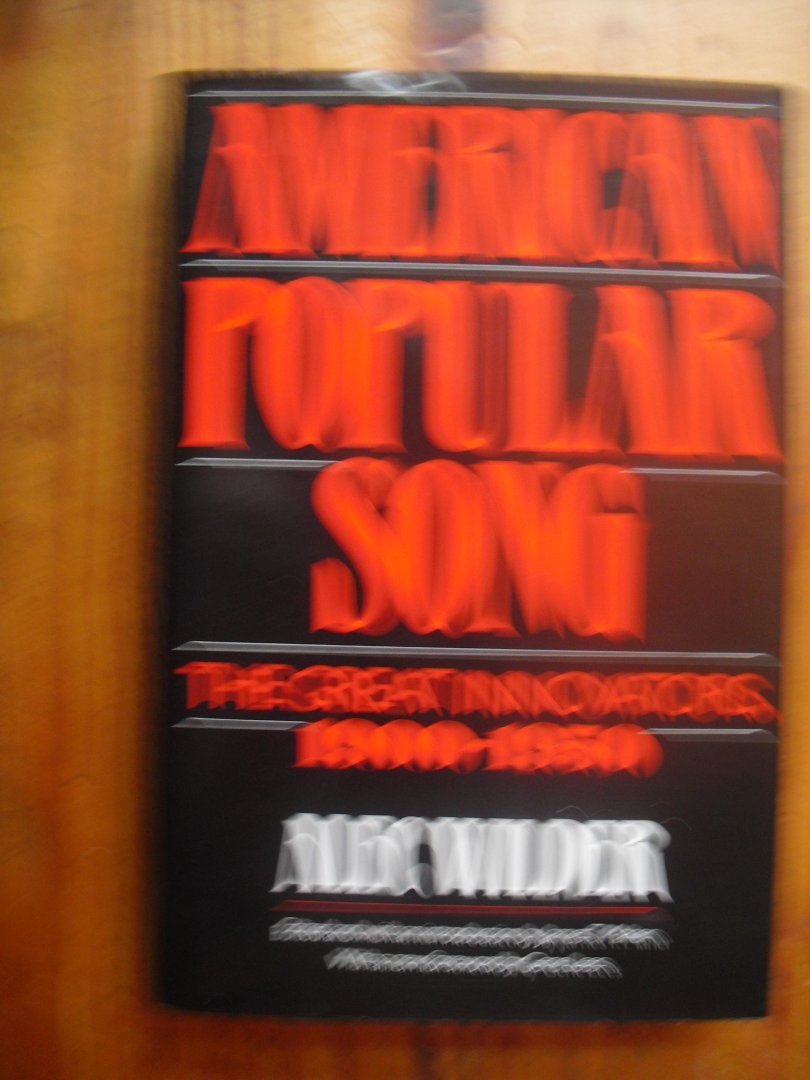 AMERICAN
POPULAR
SONG
THE GREAT INNOVATORS
1900-1950
ALEC WILDER